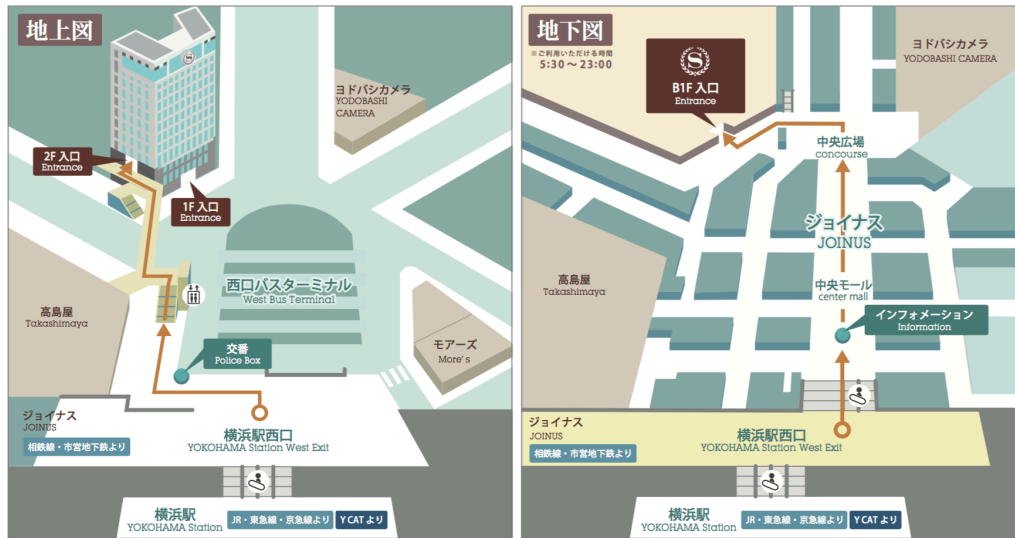 地上図
ヨドバシカメラ
YODOBASHI
CAMERA
2F 入口
Entrance
1F 入口
Entrance
西口バスターミナル
West Bus Terminal
高島屋
Takashimaya
交番
Police Box
モアーズ
More's
ジョイナス
JOINUS
相鉄線・市営地下鉄より
横浜駅西口
YOKOHAMA Station West Exit
横浜駅
YOKOHAMA Station
JR・東急線・京急線より
Y CAT より
地下図
※ご利用いただける時間
5:30～23:00
S
B1F 入口
Entrance
ヨドバシカメラ
YODOBASHI CAMERA
中央広場
concourse
ジョイナス
JOINUS
高島屋
Takashimaya
中央モール
center mall
インフォメーション
Information
ジョイナス
JOINUS
相鉄線・市営地下鉄より
横浜駅西口
YOKOHAMA Station West Exit
横浜駅
YOKOHAMA Station
JR・東急線・京急線より
Y CAT より